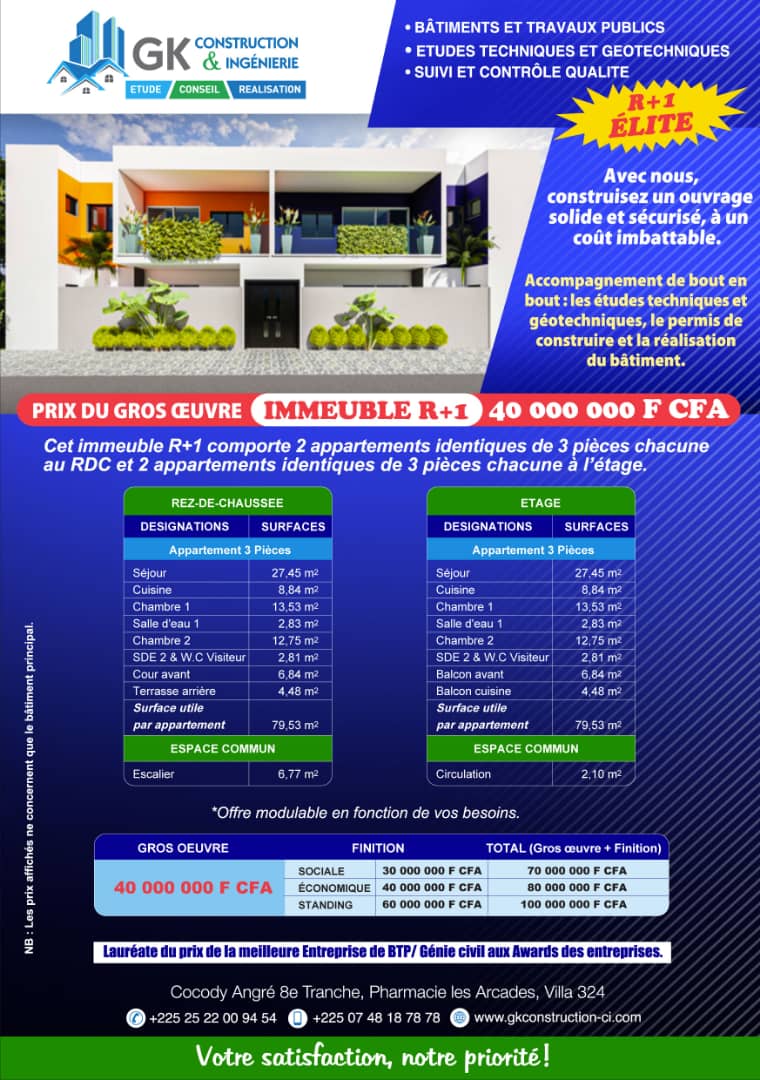 GK CONSTRUCTION
& INGÉNIERIE
ETUDE CONSEIL REALISATION
• BÂTIMENTS ET TRAVAUX PUBLICS
• ETUDES TECHNIQUES ET GEOTECHNIQUES
• SUIVI ET CONTRÔLE QUALITE
R+1
ÉLITE
Avec nous,
construisez un ouvrage
solide et sécurisé, à un
coût imbattable.
Accompagnement de bout en
bout : les études techniques et
géotechniques, le permis de
construire et la réalisation
du bâtiment.
PRIX DU GROS ŒUVRE IMMEUBLE R+1 40 000 000 F CFA
Cet immeuble R+1 comporte 2 appartements identiques de 3 pièces chacune
au RDC et 2 appartements identiques de 3 pièces chacune à l'étage.
REZ-DE-CHAUSSEE
DESIGNATIONS SURFACES
Appartement 3 Pièces
Séjour 27,45 m²
Cuisine 8,84 m²
Chambre 1 13,53 m²
Salle d'eau 1 2,83 m²
Chambre 2 12,75 m²
SDE 2 & W.C Visiteur 2,81 m²
Cour avant 6,84 m²
Terrasse arrière 4,48 m²
Surface utile
par appartement 79,53 m²
ESPACE COMMUN
Escalier 6,77 m²
ETAGE
DESIGNATIONS SURFACES
Appartement 3 Pièces
Séjour 27,45 m²
Cuisine 8,84 m²
Chambre 1 13,53 m²
Salle d'eau 1 2,83 m²
Chambre 2 12,75 m²
SDE 2 & W.C Visiteur 2,81 m²
Balcon avant 6,84 m²
Balcon cuisine 4,48 m²
Surface utile
par appartement 79,53 m²
ESPACE COMMUN
Circulation 2,10 m²
NB : Les prix affichés ne concernent que le bâtiment principal.
*Offre modulable en fonction de vos besoins.
GROS OEUVRE FINITION TOTAL (Gros œuvre + Finition)
40 000 000 F CFA
SOCIALE 30 000 000 F CFA 70 000 000 F CFA
ÉCONOMIQUE 40 000 000 F CFA 80 000 000 F CFA
STANDING 60 000 000 F CFA 100 000 000 F CFA
Lauréate du prix de la meilleure Entreprise de BTP/ Génie civil aux Awards des entreprises.
Cocody Angré 8e Tranche, Pharmacie les Arcades, Villa 324
+225 25 22 00 94 54 +225 07 48 18 78 78 www.gkconstruction-ci.com
Votre satisfaction, notre priorité !